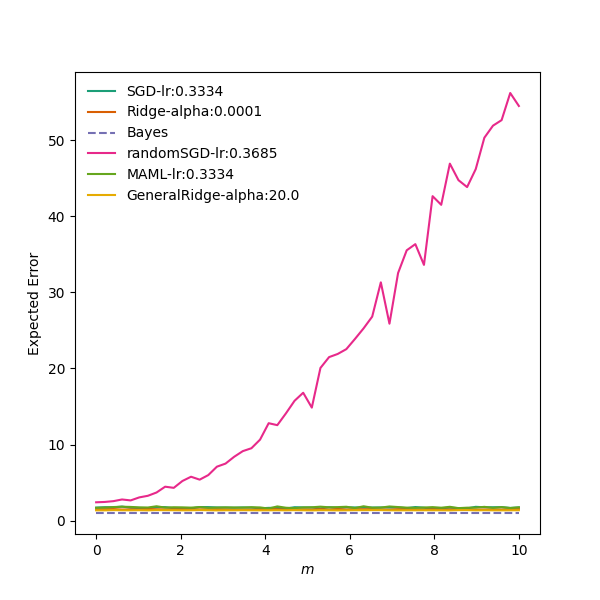 SGD-lr:0.3334
Ridge-alpha:0.0001
Bayes
randomSGD-lr:0.3685
MAML-lr:0.3334
GeneralRidge-alpha:20.0
Expected Error
50
40
30
20
10
0
0 2 4 6 8 10
m